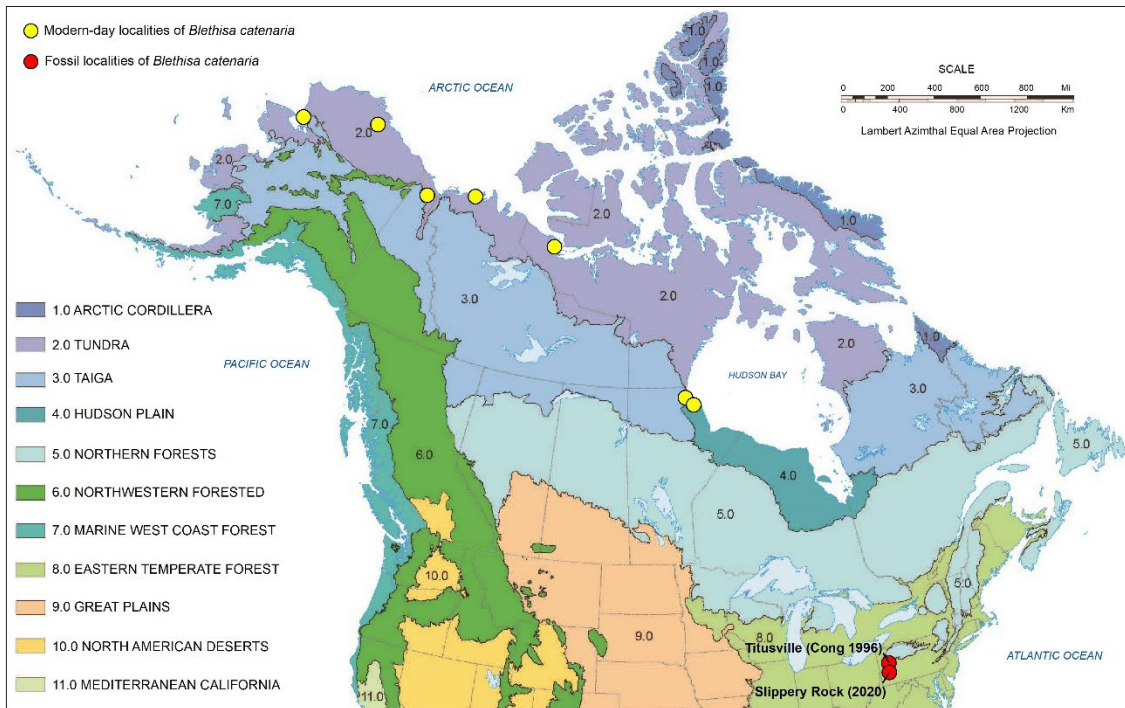 Modern-day localities of Blethisa catenaria
Fossil localities of Blethisa catenaria
ARCTIC OCEAN
SCALE
0 200 400 600 800 Mi
0 400 800 1200 Km
Lambert Azimthal Equal Area Projection
1.0
1.0
1.0
2.0
2.0
7.0
2.0
1.0
3.0
2.0
2.0
1.0
3.0
HUDSON BAY
PACIFIC OCEAN
7.0
6.0
4.0
5.0
5.0
5.0
10.0
9.0
8.0
11.0
1.0 ARCTIC CORDILLERA
2.0 TUNDRA
3.0 TAIGA
4.0 HUDSON PLAIN
5.0 NORTHERN FORESTS
6.0 NORTHWESTERN FORESTED
7.0 MARINE WEST COAST FOREST
8.0 EASTERN TEMPERATE FOREST
9.0 GREAT PLAINS
10.0 NORTH AMERICAN DESERTS
11.0 MEDITERRANEAN CALIFORNIA
Titusville (Cong 1996)
Slippery Rock (2020)
ATLANTIC OCEAN